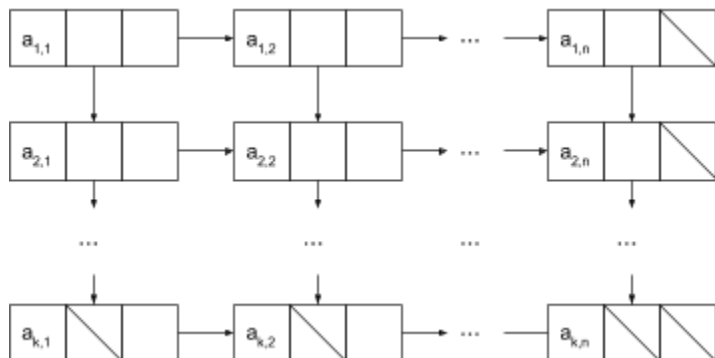 a1,1 a1,2 ... a1,n
a2,1 a2,2 ... a2,n
... ... ... ...
ak,1 ak,2 ... ak,n